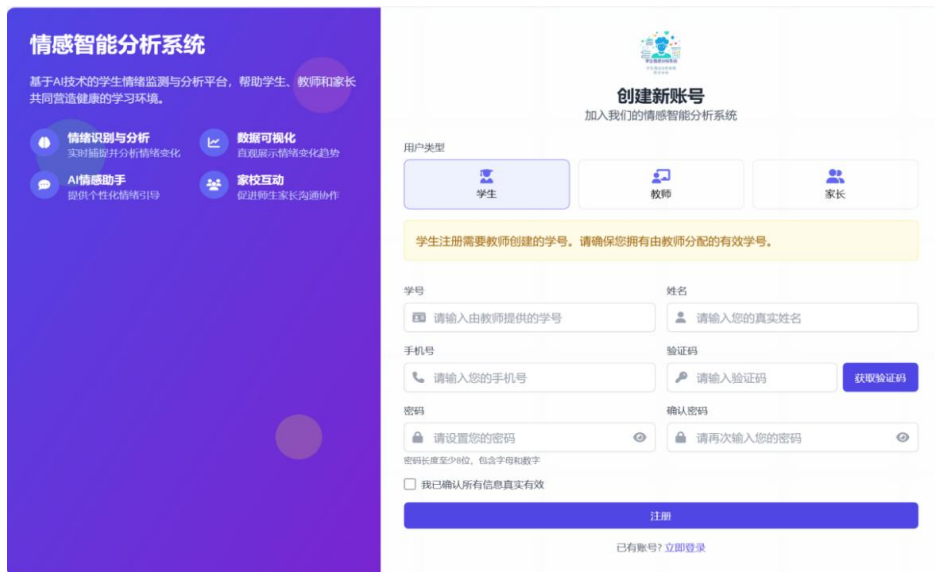 情感智能分析系统
基于AI技术的学生情绪监测与分析平台，帮助学生、教师和家长
共同营造健康的学习环境。
情绪识别与分析
实时捕捉并分析情绪变化
数据可视化
直观展示情绪变化趋势
AI情感助手
提供个性化情绪引导
家校互动
促进师生家长沟通协作
创建新账号
加入我们的情感智能分析系统
用户类型
学生
教师
家长
学生注册需要教师创建的学号。请确保您拥有由教师分配的有效学号。
学号
姓名
请输入由教师提供的学号
请输入您的真实姓名
手机号
验证码
请输入您的手机号
请输入验证码
获取验证码
密码
确认密码
请设置您的密码
请再次输入您的密码
密码长度至少8位，包含字母和数字
我已确认所有信息真实有效
注册
已有账号? 立即登录